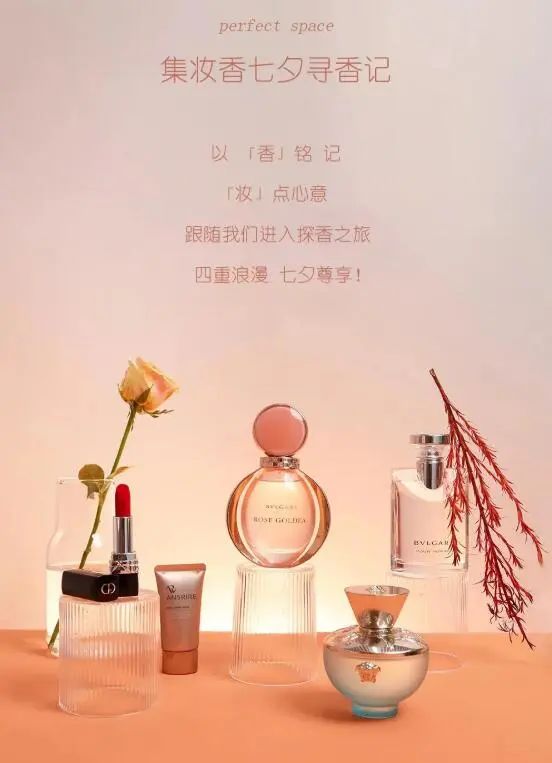 perfect space
集妆香七夕寻香记
以 「香」铭 记
「妆」点心意
跟随我们进入探香之旅
四重浪漫 七夕尊享!
BVLGARI
ROSE GOLDEA
BVLGARI